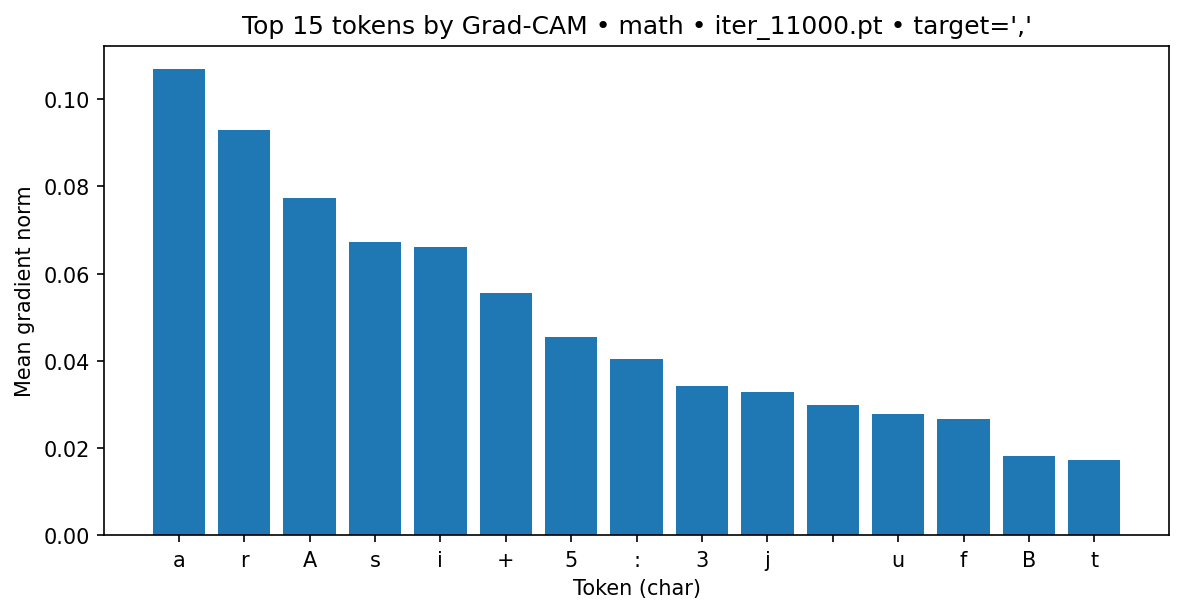 Top 15 tokens by Grad-CAM • math • iter_11000.pt • target=','
Mean gradient norm
0.10
0.08
0.06
0.04
0.02
0.00
a r A s i + 5 : 3 j u f B t
Token (char)